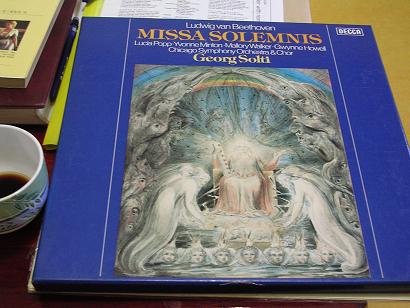 Ludwig van Beethoven
DECCA
MISSA SOLEMNIS
Lucia Popp·Yvonne Minton·Mallory Walker·Gwynne Howell
Chicago Symphony Orchestra & Choir
Georg Solti